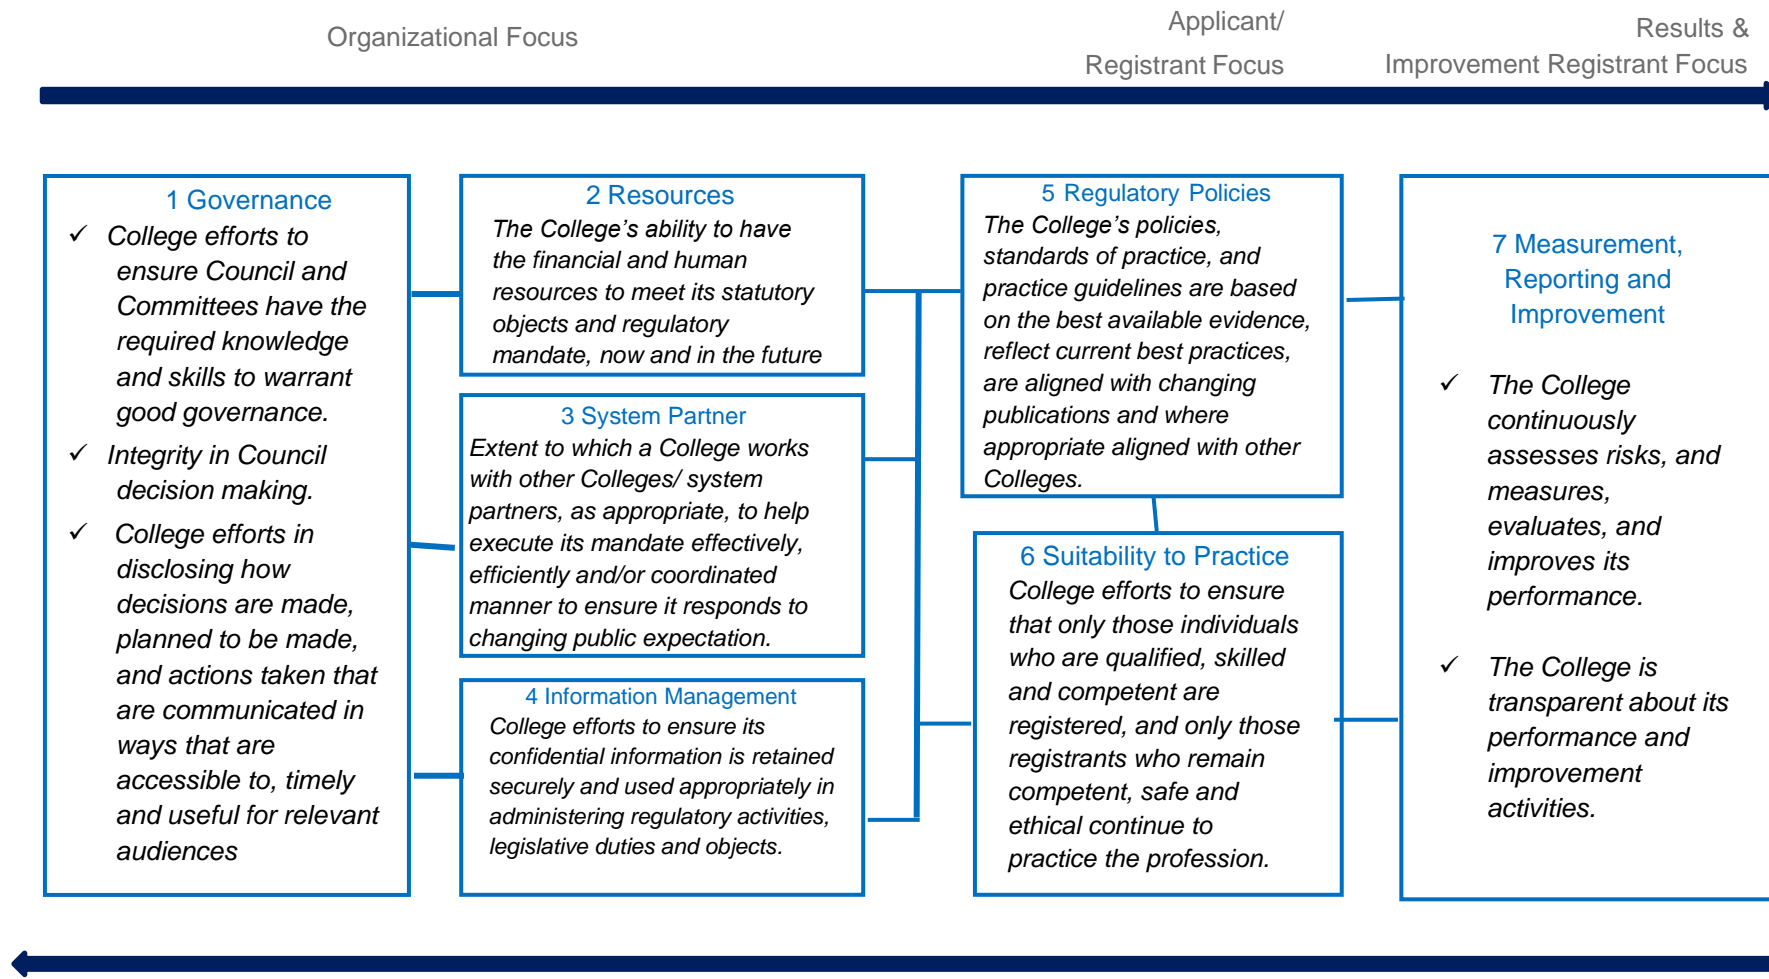 Organizational Focus
Applicant/
Registrant Focus
Results &
Improvement Registrant Focus
1 Governance
✓ College efforts to
ensure Council and
Committees have the
required knowledge
and skills to warrant
good governance.
✓ Integrity in Council
decision making.
✓ College efforts in
disclosing how
decisions are made,
planned to be made,
and actions taken that
are communicated in
ways that are
accessible to, timely
and useful for relevant
audiences
2 Resources
The College’s ability to have
the financial and human
resources to meet its statutory
objects and regulatory
mandate, now and in the future
3 System Partner
Extent to which a College works
with other Colleges/ system
partners, as appropriate, to help
execute its mandate effectively,
efficiently and/or coordinated
manner to ensure it responds to
changing public expectation.
4 Information Management
College efforts to ensure its
confidential information is retained
securely and used appropriately in
administering regulatory activities,
legislative duties and objects.
5 Regulatory Policies
The College’s policies,
standards of practice, and
practice guidelines are based
on the best available evidence,
reflect current best practices,
are aligned with changing
publications and where
appropriate aligned with other
Colleges.
6 Suitability to Practice
College efforts to ensure
that only those individuals
who are qualified, skilled
and competent are
registered, and only those
registrants who remain
competent, safe and
ethical continue to
practice the profession.
7 Measurement,
Reporting and
Improvement
✓ The College
continuously
assesses risks, and
measures,
evaluates, and
improves its
performance.
✓ The College is
transparent about its
performance and
improvement
activities.